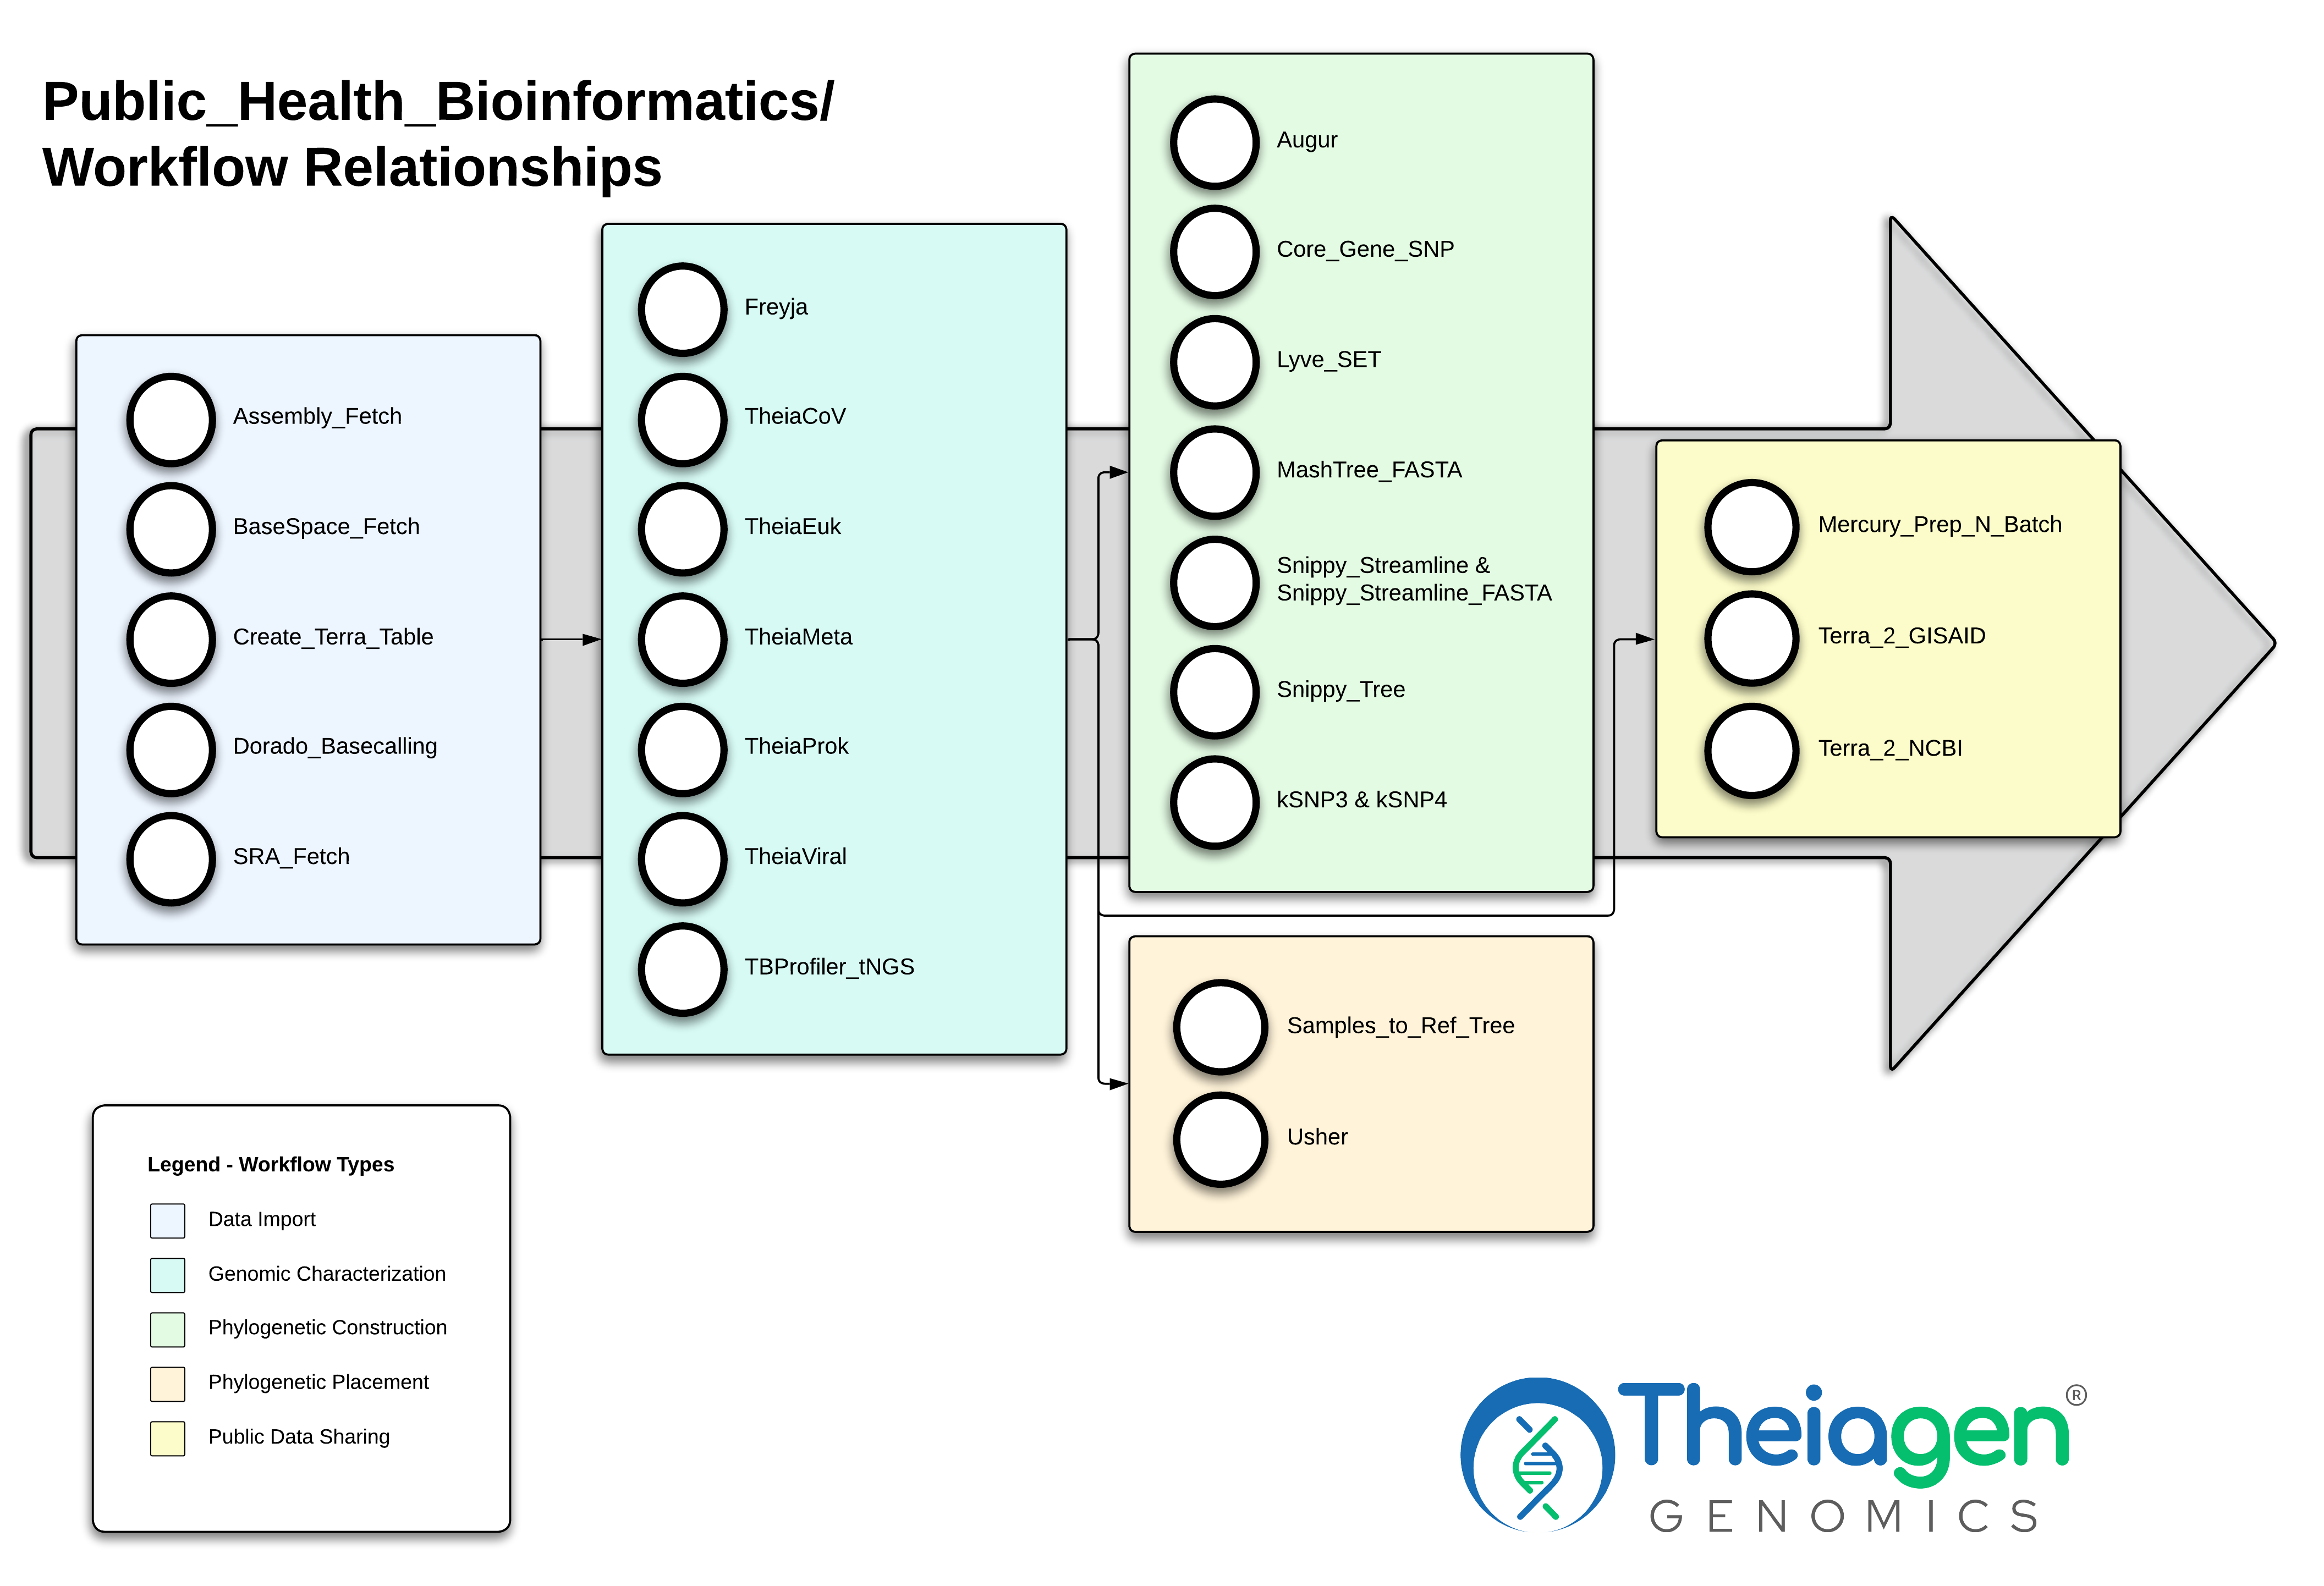 Public_Health_Bioinformatics/
Workflow Relationships
Assembly_Fetch
BaseSpace_Fetch
Create_Terra_Table
Dorado_Basecalling
SRA_Fetch
Freyja
TheiaCoV
TheiaEuk
TheiaMeta
TheiaProk
TheiaViral
TBProfiler_tNGS
Augur
Core_Gene_SNP
Lyve_SET
MashTree_FASTA
Snippy_Streamline &
Snippy_Streamline_FASTA
Snippy_Tree
kSNP3 & kSNP4
Samples_to_Ref_Tree
Usher
Mercury_Prep_N_Batch
Terra_2_GISAID
Terra_2_NCBI
Legend - Workflow Types
Data Import
Genomic Characterization
Phylogenetic Construction
Phylogenetic Placement
Public Data Sharing
Theiagen®
GENOMICS